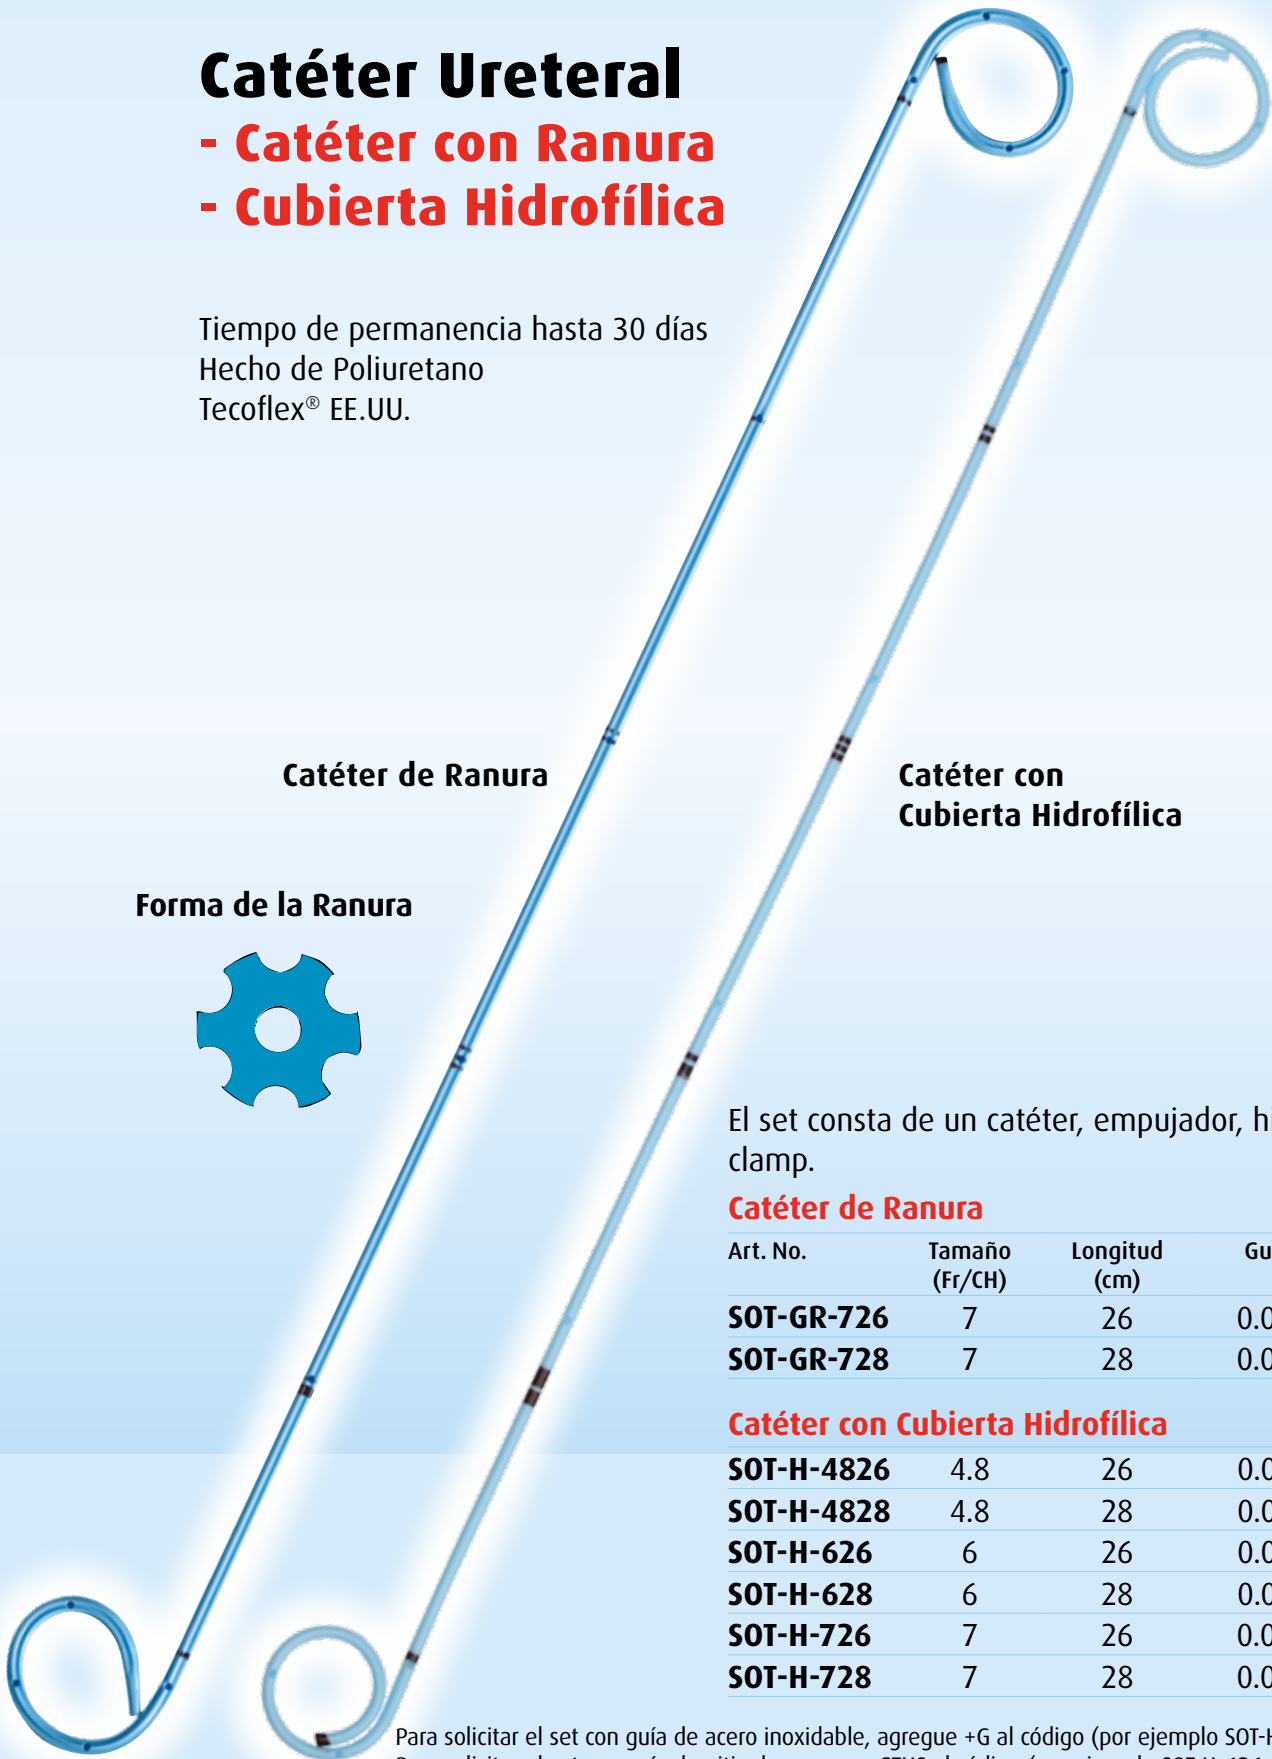 Catéter Ureteral
- Catéter con Ranura
- Cubierta Hidrofílica
Tiempo de permanencia hasta 30 días
Hecho de Poliuretano
Tecoflex® EE.UU.
Catéter de Ranura
Catéter con
Cubierta Hidrofílica
Forma de la Ranura
El set consta de un catéter, empujador,
clamp.
Catéter de Ranura
Art. No. Tamaño Longitud
(Fr/CH) (cm)
SOT-GR-726 7 26
SOT-GR-728 7 28
Catéter con Cubierta Hidrofílica
SOT-H-4826 4.8 26
SOT-H-4828 4.8 28
SOT-H-626 6 26
SOT-H-628 6 28
SOT-H-726 7 26
SOT-H-728 7 28
Para solicitar el set con guía de acero inoxidable, agregue +G al código (por ejemplo